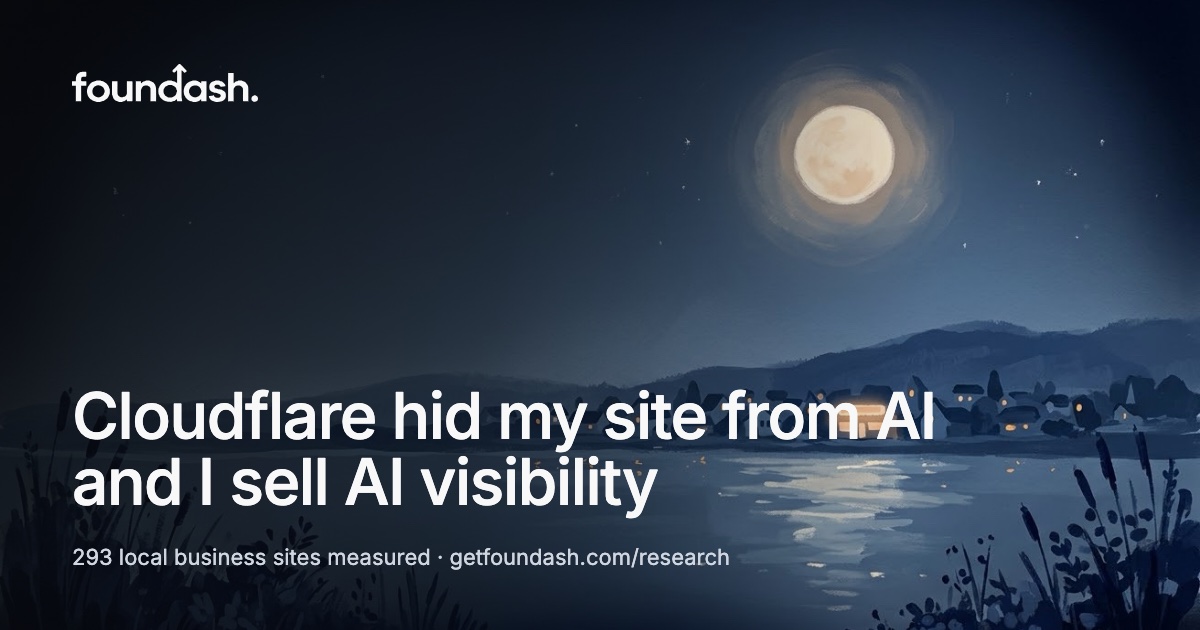 foundash.
Cloudflare hid my site from AI
and I sell AI visibility
293 local business sites measured · getfoundash.com/research